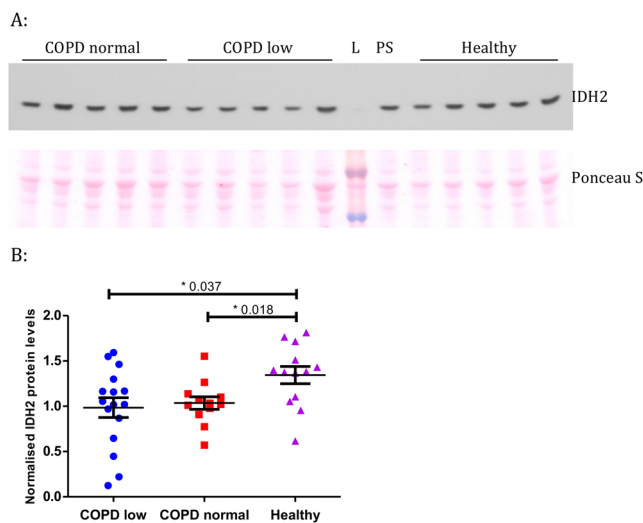 A:
COPD normal COPD low L PS Healthy
IDH2
Ponceau S
B:
* 0.037
* 0.018
2.0
1.5
1.0
0.5
0.0
Normalised IDH2 protein levels
COPD low COPD normal Healthy